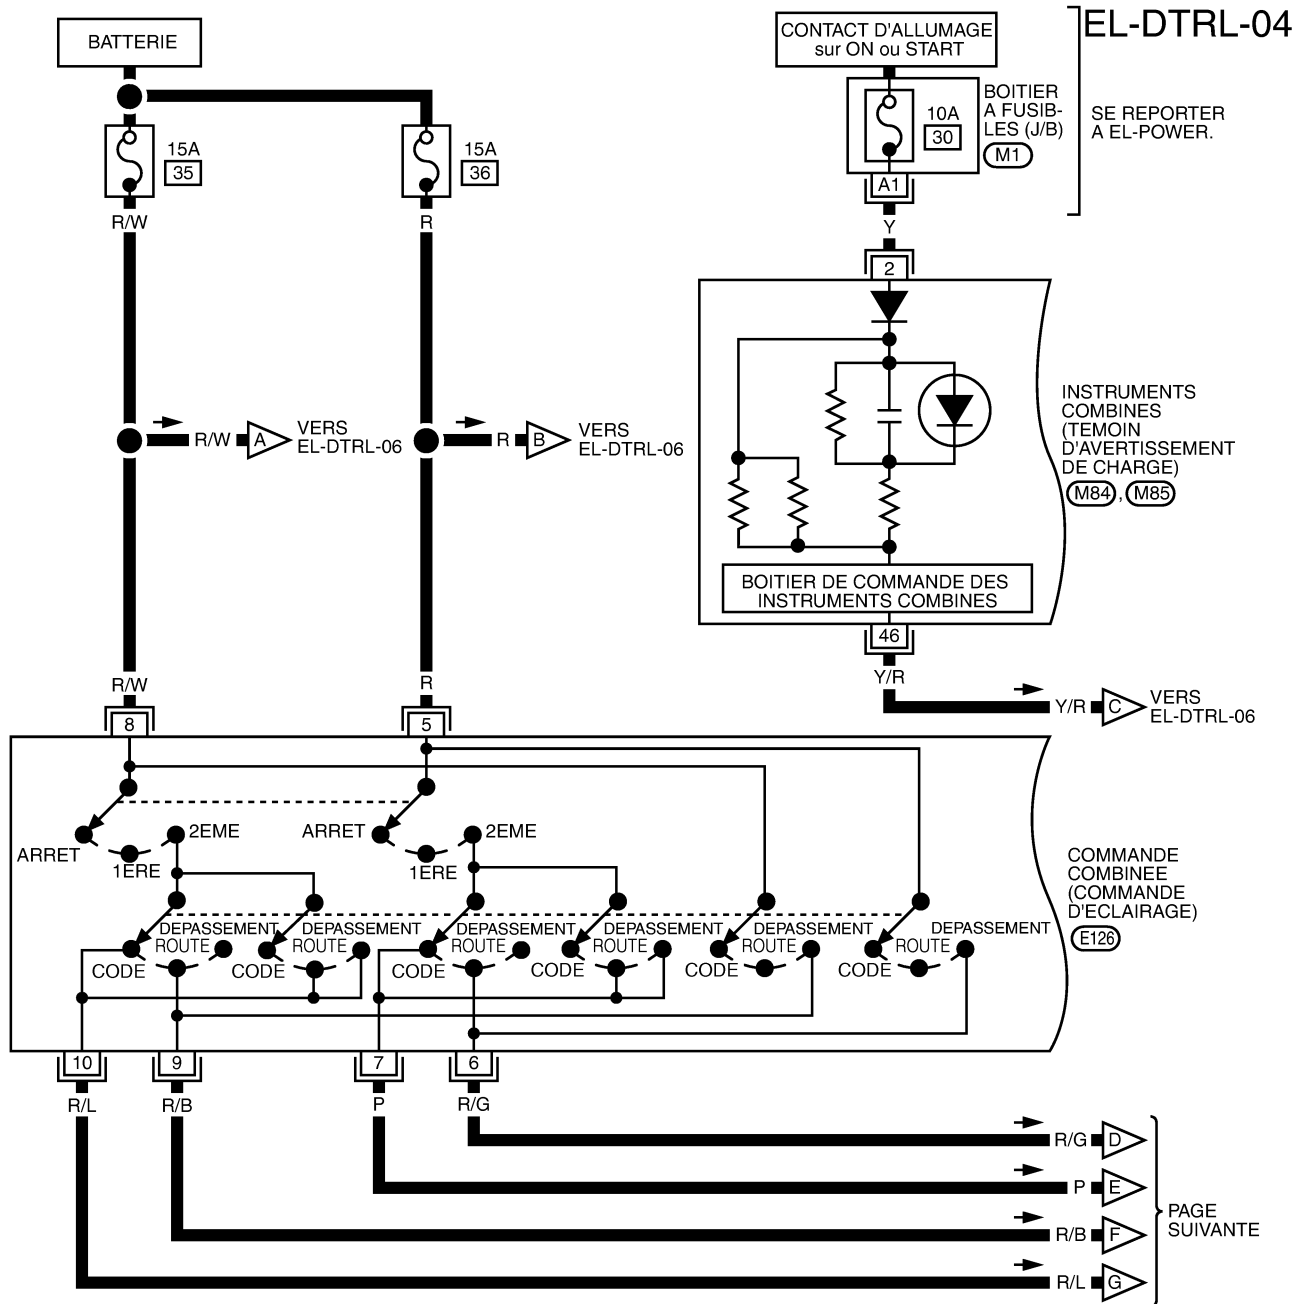 EL-DTRL-04
BATTERIE
CONTACT D'ALLUMAGE
sur ON ou START
15A
35
15A
36
10A
30
BOITIER
A FUSIB-
LES (J/B)
M1
SE REPORTER
A EL-POWER.
A1
R/W
R
Y
2
R/W
A
VERS
EL-DTRL-06
R
B
VERS
EL-DTRL-06
INSTRUMENTS
COMBINES
(TEMOIN
D'AVERTISSEMENT
DE CHARGE)
M84 , M85
BOITIER DE COMMANDE DES
INSTRUMENTS COMBINES
46
R/W
R
Y/R
8
5
Y/R
C
VERS
EL-DTRL-06
ARRET
1ERE
2EME
ARRET
1ERE
2EME
COMMANDE
COMBINEE
(COMMANDE
D'ECLAIRAGE)
E126
DEPASSEMENT
ROUTE
CODE
DEPASSEMENT
ROUTE
CODE
DEPASSEMENT
ROUTE
CODE
DEPASSEMENT
ROUTE
CODE
DEPASSEMENT
ROUTE
CODE
DEPASSEMENT
ROUTE
CODE
10
9
7
6
R/L
R/B
P
R/G
R/G
D
P
E
R/B
F
R/L
G
PAGE
SUIVANTE